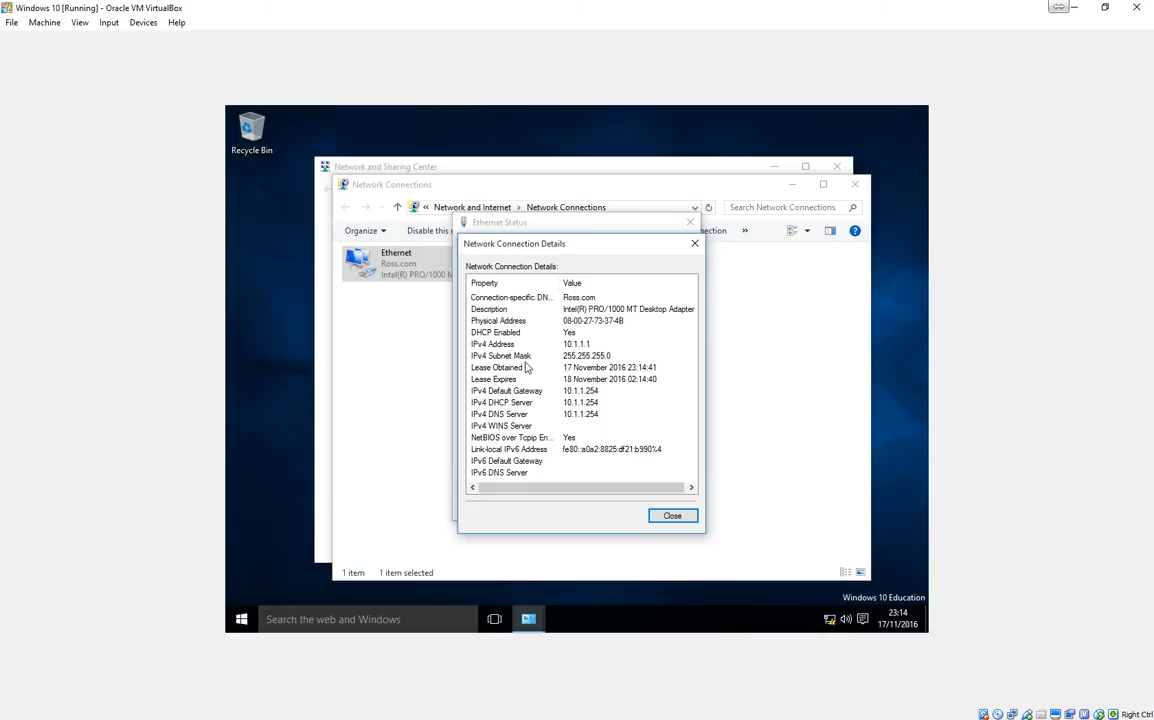 Windows 10 [Running] - Oracle VM VirtualBox
File Machine View Input Devices Help
Recycle Bin
Network and Sharing Center
Network Connections
« Network and Internet › Network Connections
Search Network Connections
Ethernet Status
Organize
Disable this
nection
»
Ethernet
Ross.com
Intel(R) PRO/1000 M
Network Connection Details
Network Connection Details:
Property Value
Connection-specific DN... Ross.com
Description Intel(R) PRO/1000 MT Desktop Adapter
Physical Address 08-00-27-73-37-4B
DHCP Enabled Yes
IPv4 Address 10.1.1.1
IPv4 Subnet Mask 255.255.255.0
Lease Obtained 17 November 2016 23:14:41
Lease Expires 18 November 2016 02:14:40
IPv4 Default Gateway 10.1.1.254
IPv4 DHCP Server 10.1.1.254
IPv4 DNS Server 10.1.1.254
IPv4 WINS Server
NetBIOS over Tcpip En... Yes
Link-local IPv6 Address fe80::a0a2:8825:df21:b990%4
IPv6 Default Gateway
IPv6 DNS Server
Close
1 item 1 item selected
Windows 10 Education
Search the web and Windows
23:14
17/11/2016
Right Ctrl